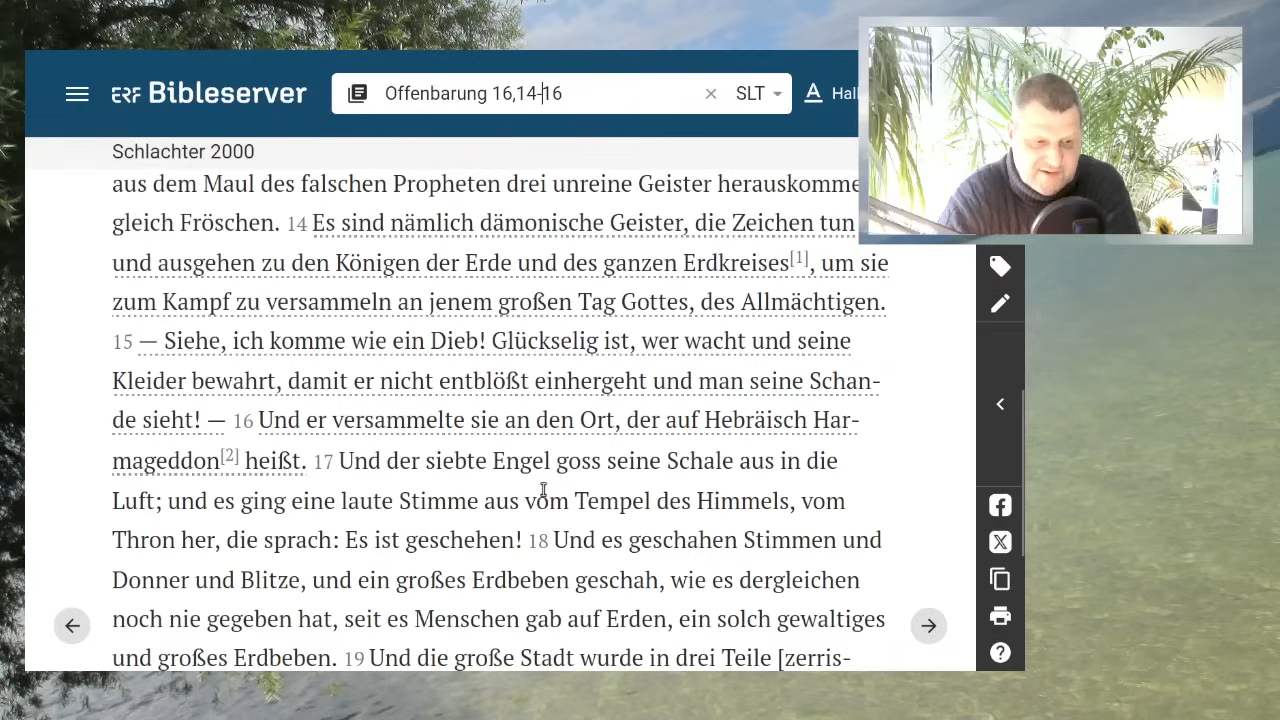 ERF Bibleserver
Offenbarung 16,14-16
SLT
Hall
Schlachter 2000
aus dem Maul des falschen Propheten drei unreine Geister herauskomme
gleich Fröschen. 14 Es sind nämlich dämonische Geister, die Zeichen tun
und ausgehen zu den Königen der Erde und des ganzen Erdkreises[1], um sie
zum Kampf zu versammeln an jenem großen Tag Gottes, des Allmächtigen.
15 — Siehe, ich komme wie ein Dieb! Glückselig ist, wer wacht und seine
Kleider bewahrt, damit er nicht entblößt einhergeht und man seine Schan-
de sieht! — 16 Und er versammelte sie an den Ort, der auf Hebräisch Har-
mageddon[2] heißt. 17 Und der siebte Engel goss seine Schale aus in die
Luft; und es ging eine laute Stimme aus vom Tempel des Himmels, vom
Thron her, die sprach: Es ist geschehen! 18 Und es geschahen Stimmen und
Donner und Blitze, und ein großes Erdbeben geschah, wie es dergleichen
noch nie gegeben hat, seit es Menschen gab auf Erden, ein solch gewaltiges
und großes Erdbeben. 19 Und die große Stadt wurde in drei Teile [zerris-